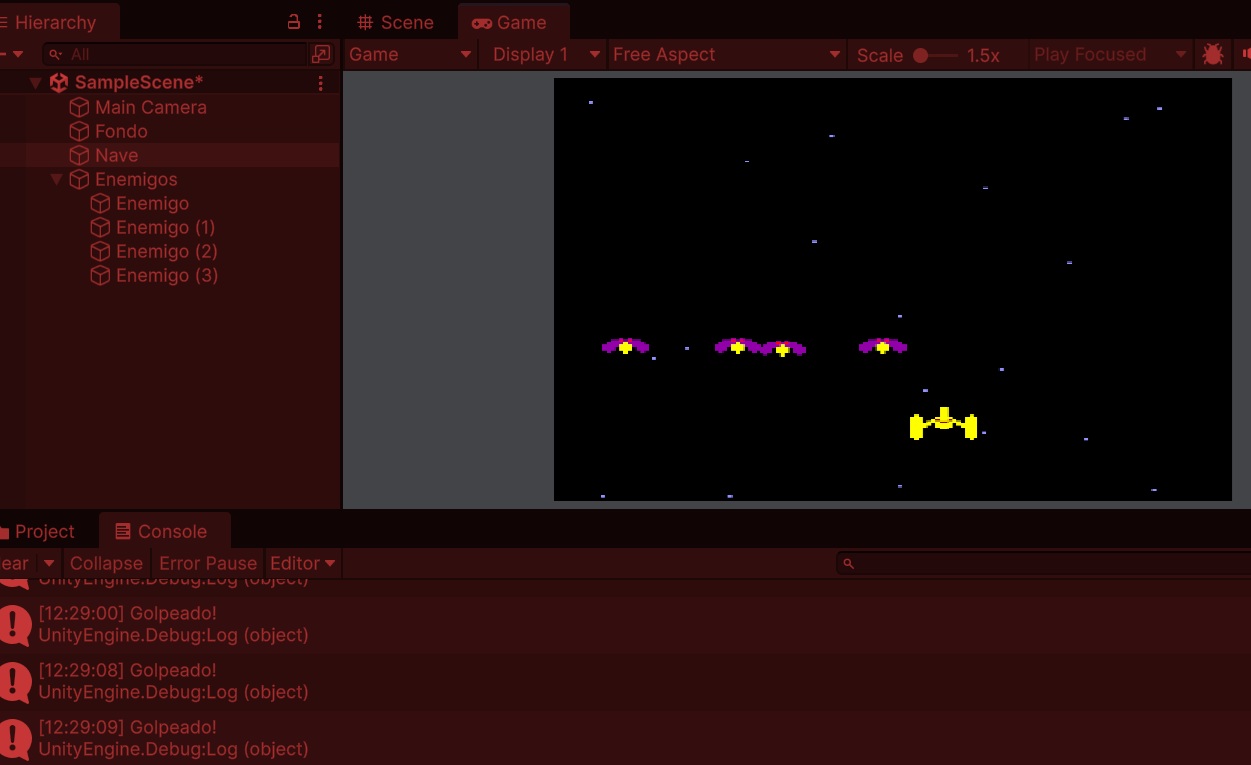 Hierarchy
All
SampleScene*
Main Camera
Fondo
Nave
Enemigos
Enemigo
Enemigo (1)
Enemigo (2)
Enemigo (3)
Scene Game
Game Display 1 Free Aspect Scale 1.5x Play Focused
Project Console
ear Collapse Error Pause Editor
UnityEngine.Debug:Log (object)
[12:29:00] Golpeado!
UnityEngine.Debug:Log (object)
[12:29:08] Golpeado!
UnityEngine.Debug:Log (object)
[12:29:09] Golpeado!
UnityEngine.Debug:Log (object)